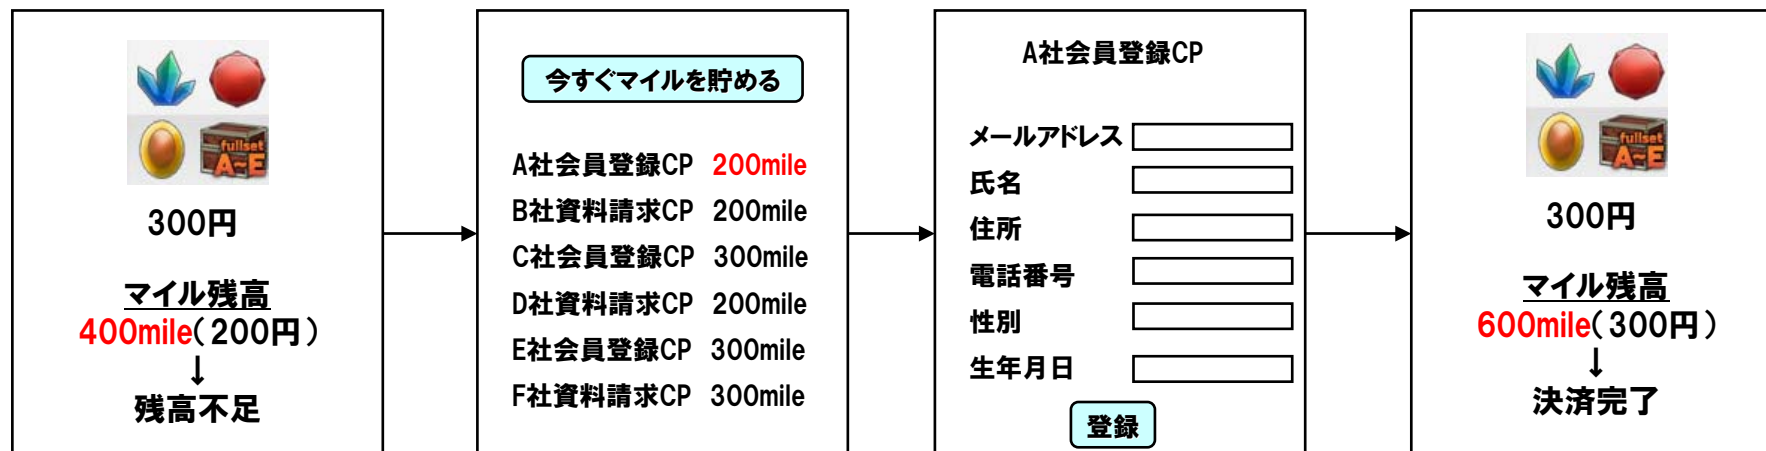 fullset
A~E
300円
マイル残高
400mile(200円)
↓
残高不足
今すぐマイルを貯める
A社会員登録CP 200mile
B社資料請求CP 200mile
C社会員登録CP 300mile
D社資料請求CP 200mile
E社会員登録CP 300mile
F社資料請求CP 300mile
A社会員登録CP
メールアドレス
氏名
住所
電話番号
性別
生年月日
登録
fullset
A~E
300円
マイル残高
600mile(300円)
↓
決済完了